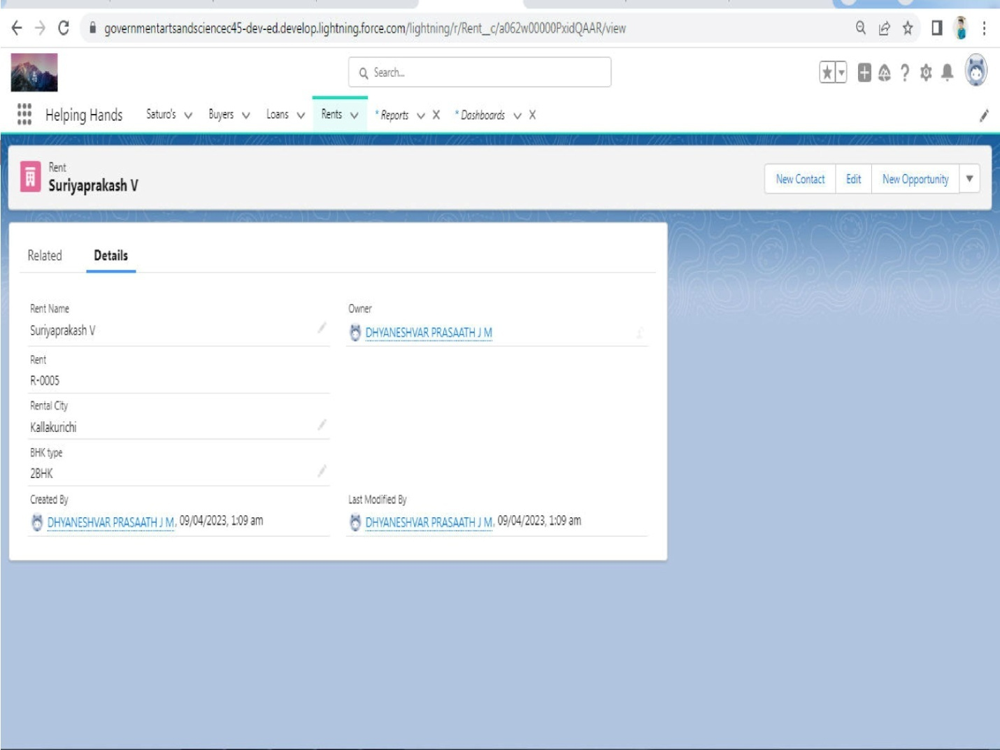 governmentartsandsciencec45-dev-ed.develop.lightning.force.com/lightning/r/Rent__c/a062w00000PxidQAAR/view
Search...
Helping Hands Saturo's Buyers Loans Rents * Reports * Dashboards
Rent
Suriyaprakash V
New Contact Edit New Opportunity
Related Details
Rent Name Owner
Suriyaprakash V DHYANESHVAR PRASAATH J M
Rent
R-0005
Rental City
Kallakurichi
BHK type
2BHK
Created By Last Modified By
DHYANESHVAR PRASAATH J M, 09/04/2023, 1:09 am DHYANESHVAR PRASAATH J M, 09/04/2023, 1:09 am